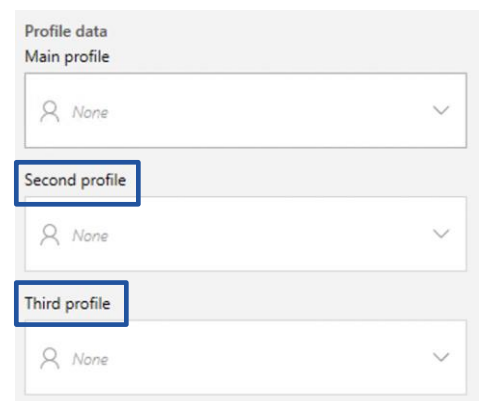 Profile data
Main profile
None
Second profile
None
Third profile
None